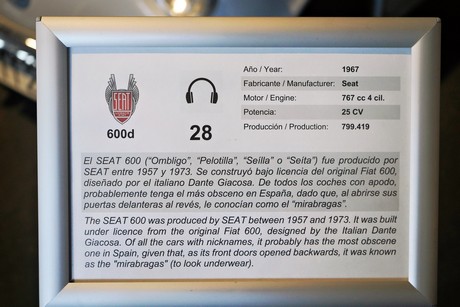 SEAT
600d
28
Año / Year: 1967
Fabricante / Manufacturer: Seat
Motor / Engine: 767 cc 4 cil.
Potencia: 25 CV
Producción / Production: 799.419
El SEAT 600 ("Ombligo", "Pelotilla", "Seílla" o "Seíta") fue producido por
SEAT entre 1957 y 1973. Se construyó bajo licencia del original Fiat 600,
diseñado por el italiano Dante Giacosa. De todos los coches con apodo,
probablemente tenga el más obsceno en España, dado que, al abrirse sus
puertas delanteras al revés, le conocían como el "mirabragas".
The SEAT 600 was produced by SEAT between 1957 and 1973. It was built
under licence from the original Fiat 600, designed by the Italian Dante
Giacosa. Of all the cars with nicknames, it probably has the most obscene
one in Spain, given that, as its front doors opened backwards, it was known
as the "mirabragas" (to look underwear).